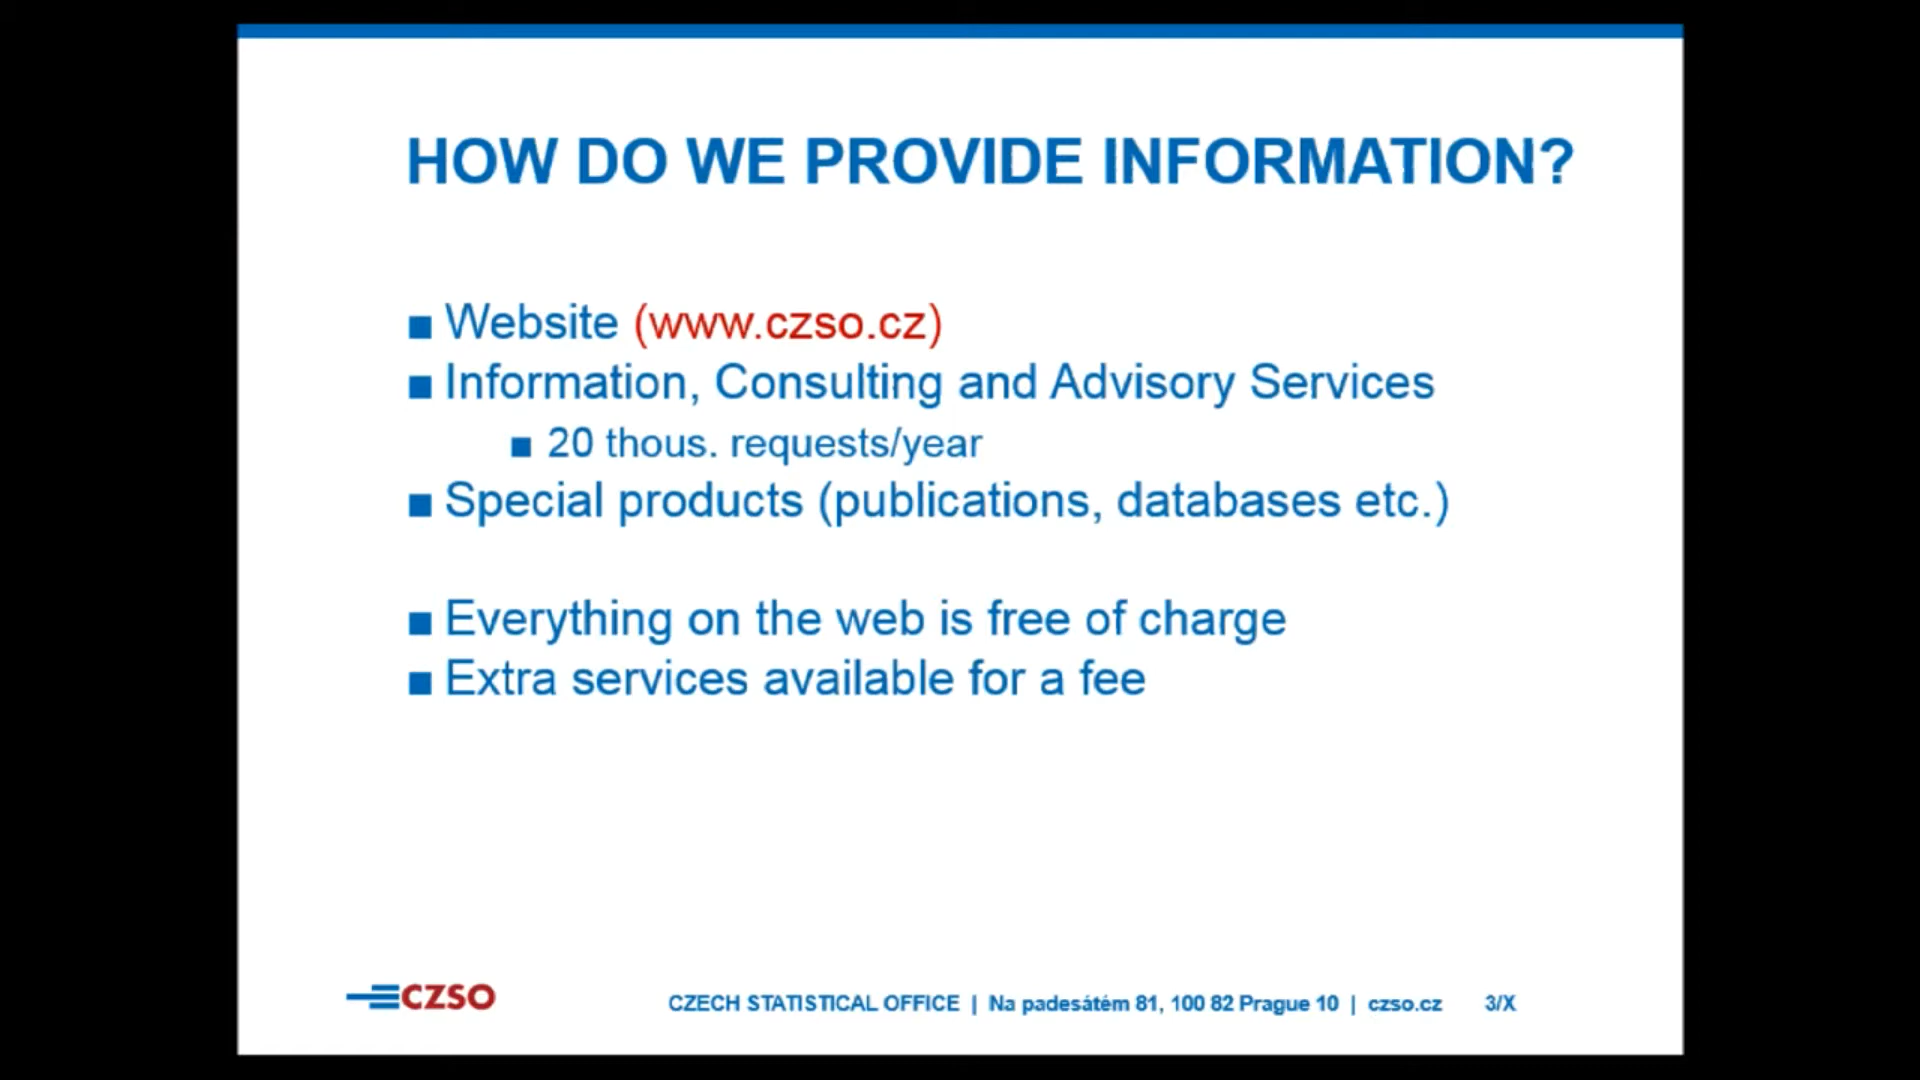 HOW DO WE PROVIDE INFORMATION?
■ Website (www.czso.cz)
■ Information, Consulting and Advisory Services
■ 20 thous. requests/year
■ Special products (publications, databases etc.)
■ Everything on the web is free of charge
■ Extra services available for a fee
CZSO
CZECH STATISTICAL OFFICE | Na padesátém 81, 100 82 Prague 10 | czso.cz 3/X